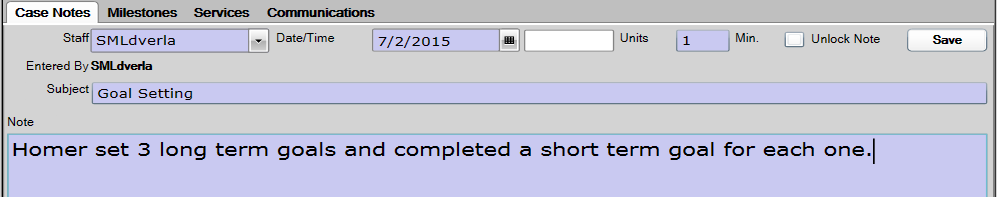 Case Notes Milestones Services Communications
Staff SMLdverla Date/Time 7/2/2015 Units 1 Min. Unlock Note Save
Entered By SMLdverla
Subject Goal Setting
Note
Homer set 3 long term goals and completed a short term goal for each one.